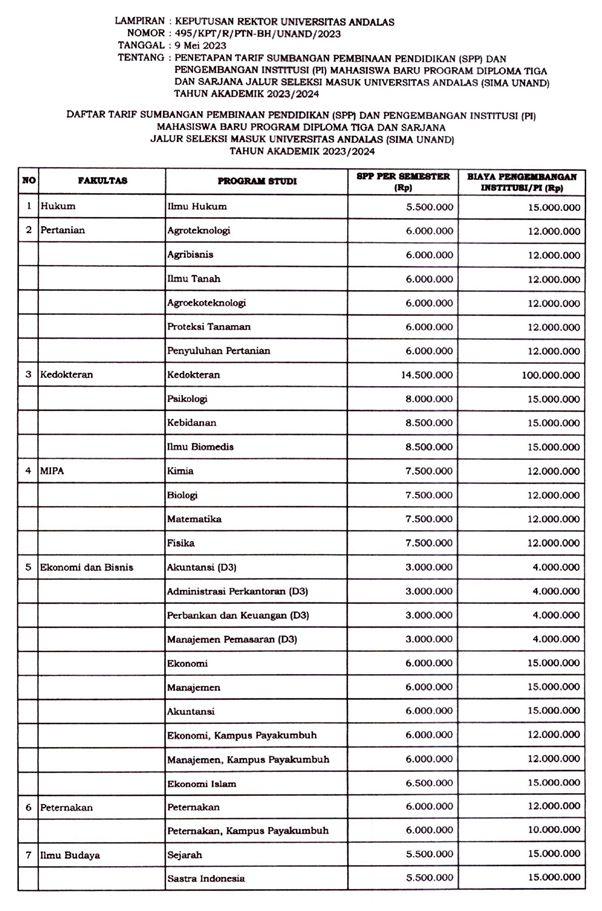 LAMPIRAN : KEPUTUSAN REKTOR UNIVERSITAS ANDALAS
NOMOR : 495/KPT/R/PTN-BH/UNAND/2023
TANGGAL : 9 Mei 2023
TENTANG : PENETAPAN TARIF SUMBANGAN PEMBINAAN PENDIDIKAN (SPP) DAN
PENGEMBANGAN INSTITUSI (PI) MAHASISWA BARU PROGRAM DIPLOMA TIGA
DAN SARJANA JALUR SELEKSI MASUK UNIVERSITAS ANDALAS (SIMA UNAND)
TAHUN AKADEMIK 2023/2024
DAFTAR TARIF SUMBANGAN PEMBINAAN PENDIDIKAN (SPP) DAN PENGEMBANGAN INSTITUSI (PI)
MAHASISWA BARU PROGRAM DIPLOMA TIGA DAN SARJANA
JALUR SELEKSI MASUK UNIVERSITAS ANDALAS (SIMA UNAND)
TAHUN AKADEMIK 2023/2024
NO FAKULTAS PROGRAM STUDI SPP PER SEMESTER (Rp) BIAYA PENGEMBANGAN INSTITUSI/PI (Rp)
1 Hukum Ilmu Hukum 5.500.000 15.000.000
2 Pertanian Agroteknologi 6.000.000 12.000.000
Agribisnis 6.000.000 12.000.000
Ilmu Tanah 6.000.000 12.000.000
Agroekoteknologi 6.000.000 12.000.000
Proteksi Tanaman 6.000.000 12.000.000
Penyuluhan Pertanian 6.000.000 12.000.000
3 Kedokteran Kedokteran 14.500.000 100.000.000
Psikologi 8.000.000 15.000.000
Kebidanan 8.500.000 15.000.000
Ilmu Biomedis 8.500.000 15.000.000
4 MIPA Kimia 7.500.000 12.000.000
Biologi 7.500.000 12.000.000
Matematika 7.500.000 12.000.000
Fisika 7.500.000 12.000.000
5 Ekonomi dan Bisnis Akuntansi (D3) 3.000.000 4.000.000
Administrasi Perkantoran (D3) 3.000.000 4.000.000
Perbankan dan Keuangan (D3) 3.000.000 4.000.000
Manajemen Pemasaran (D3) 3.000.000 4.000.000
Ekonomi 6.000.000 15.000.000
Manajemen 6.000.000 15.000.000
Akuntansi 6.000.000 15.000.000
Ekonomi, Kampus Payakumbuh 6.000.000 12.000.000
Manajemen, Kampus Payakumbuh 6.000.000 12.000.000
Ekonomi Islam 6.500.000 15.000.000
6 Peternakan Peternakan 6.000.000 12.000.000
Peternakan, Kampus Payakumbuh 6.000.000 10.000.000
7 Ilmu Budaya Sejarah 5.500.000 15.000.000
Sastra Indonesia 5.500.000 15.000.000